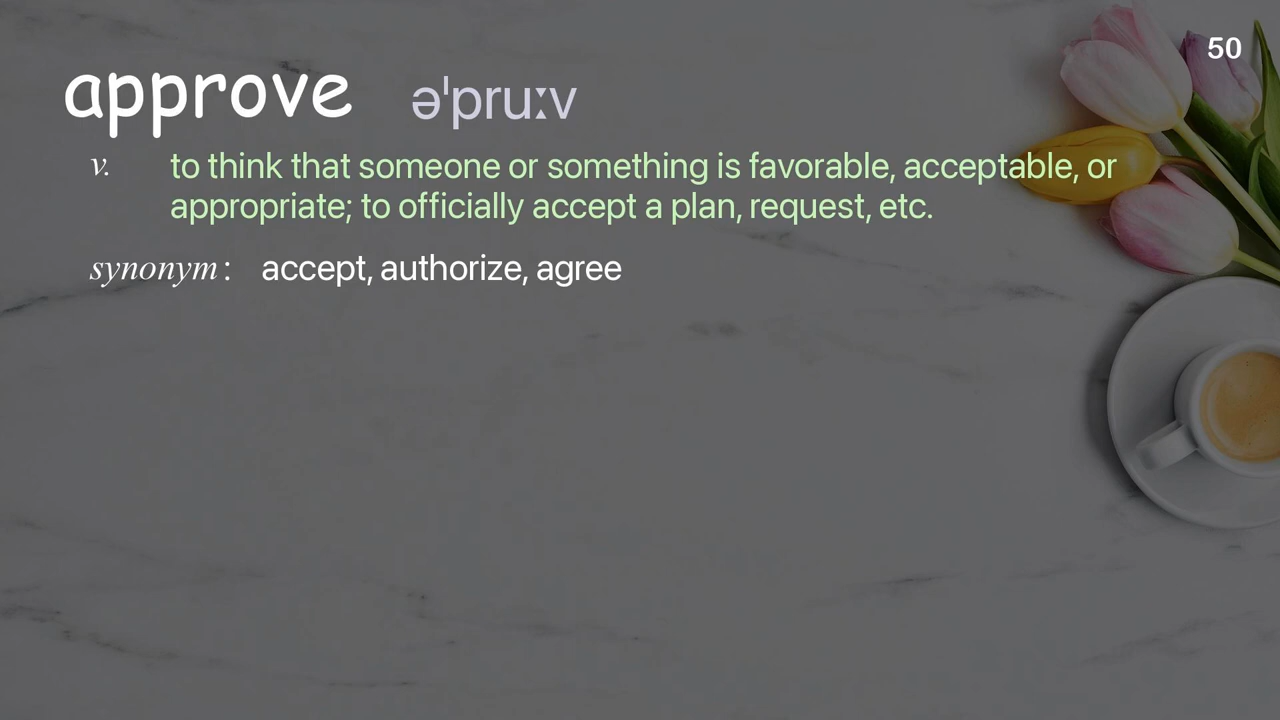 50
approve əˈpruːv
v. to think that someone or something is favorable, acceptable, or
appropriate; to officially accept a plan, request, etc.
synonym: accept, authorize, agree